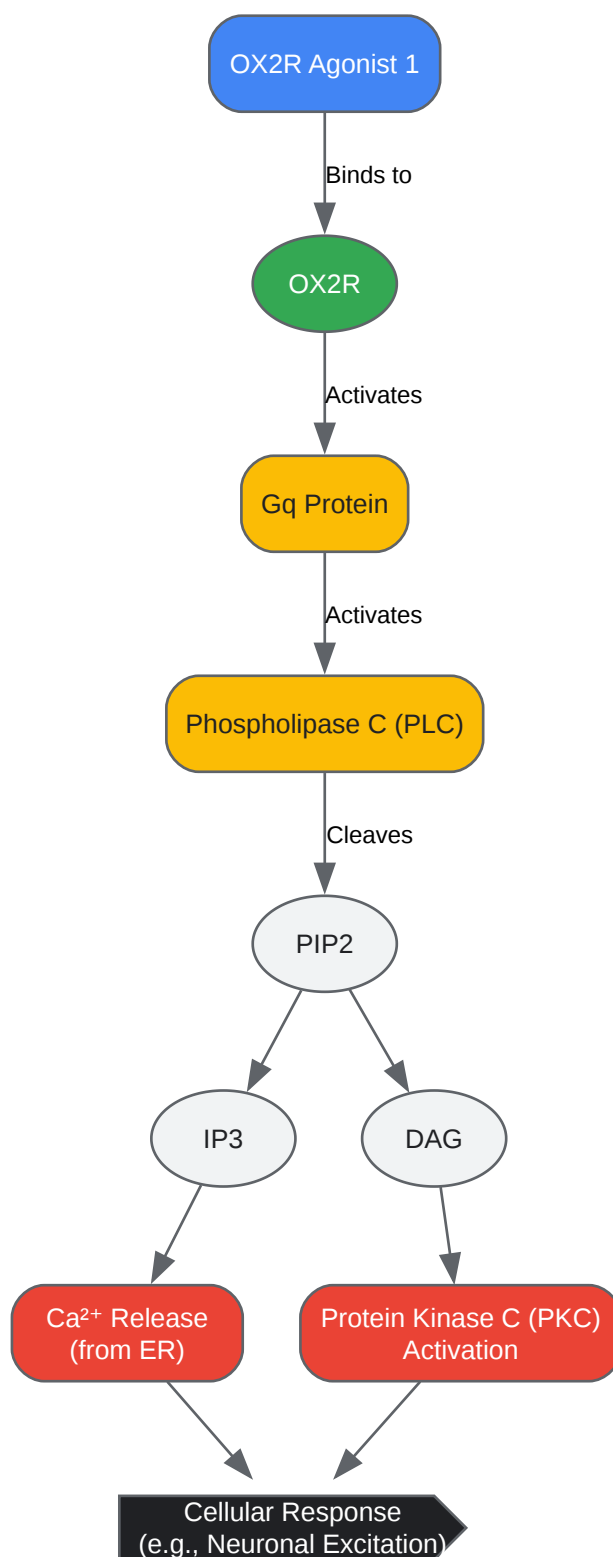 OX2R Agonist 1
Binds to
OX2R
Activates
Gq Protein
Activates
Phospholipase C (PLC)
Cleaves
PIP2
IP3
DAG
Ca²⁺ Release
(from ER)
Protein Kinase C (PKC)
Activation
Cellular Response
(e.g., Neuronal Excitation)